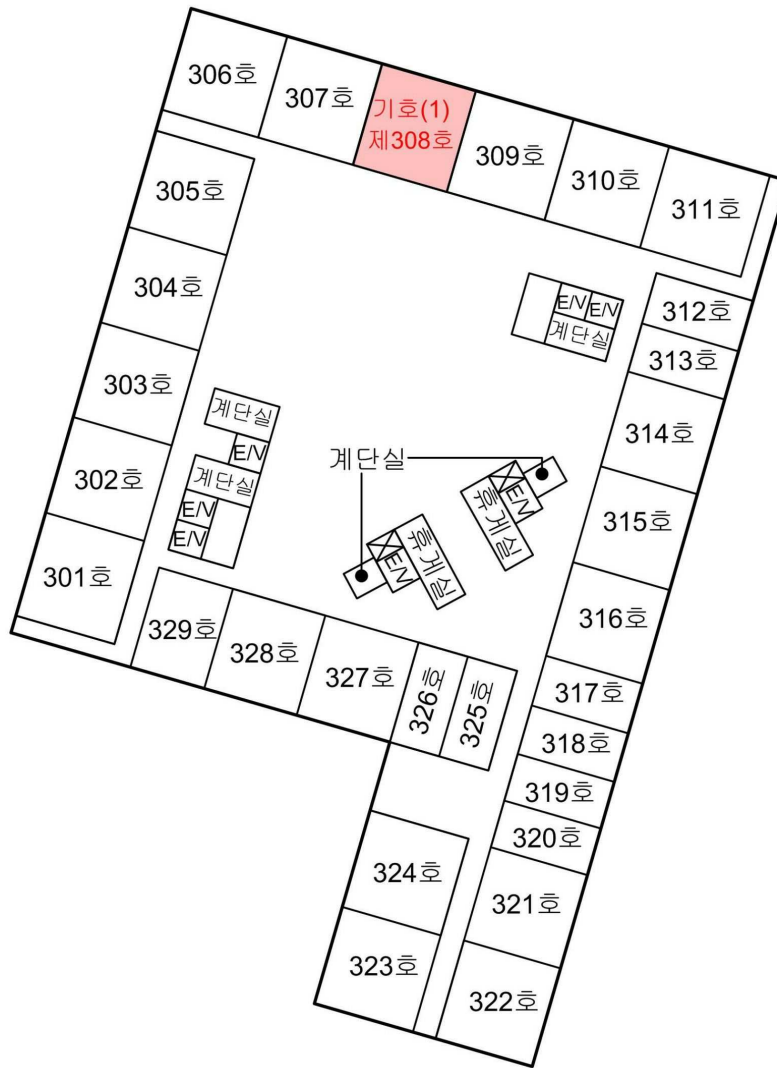 306호
307호
기호(1)
제308호
309호
310호
311호
305호
304호
303호
302호
301호
312호
313호
314호
315호
316호
317호
318호
319호
320호
321호
322호
E/V
E/V
계단실
계단실
E/V
계단실
E/V
E/V
계단실
E/V
휴게실
E/V
휴게실
329호
328호
327호
326호
325호
324호
323호